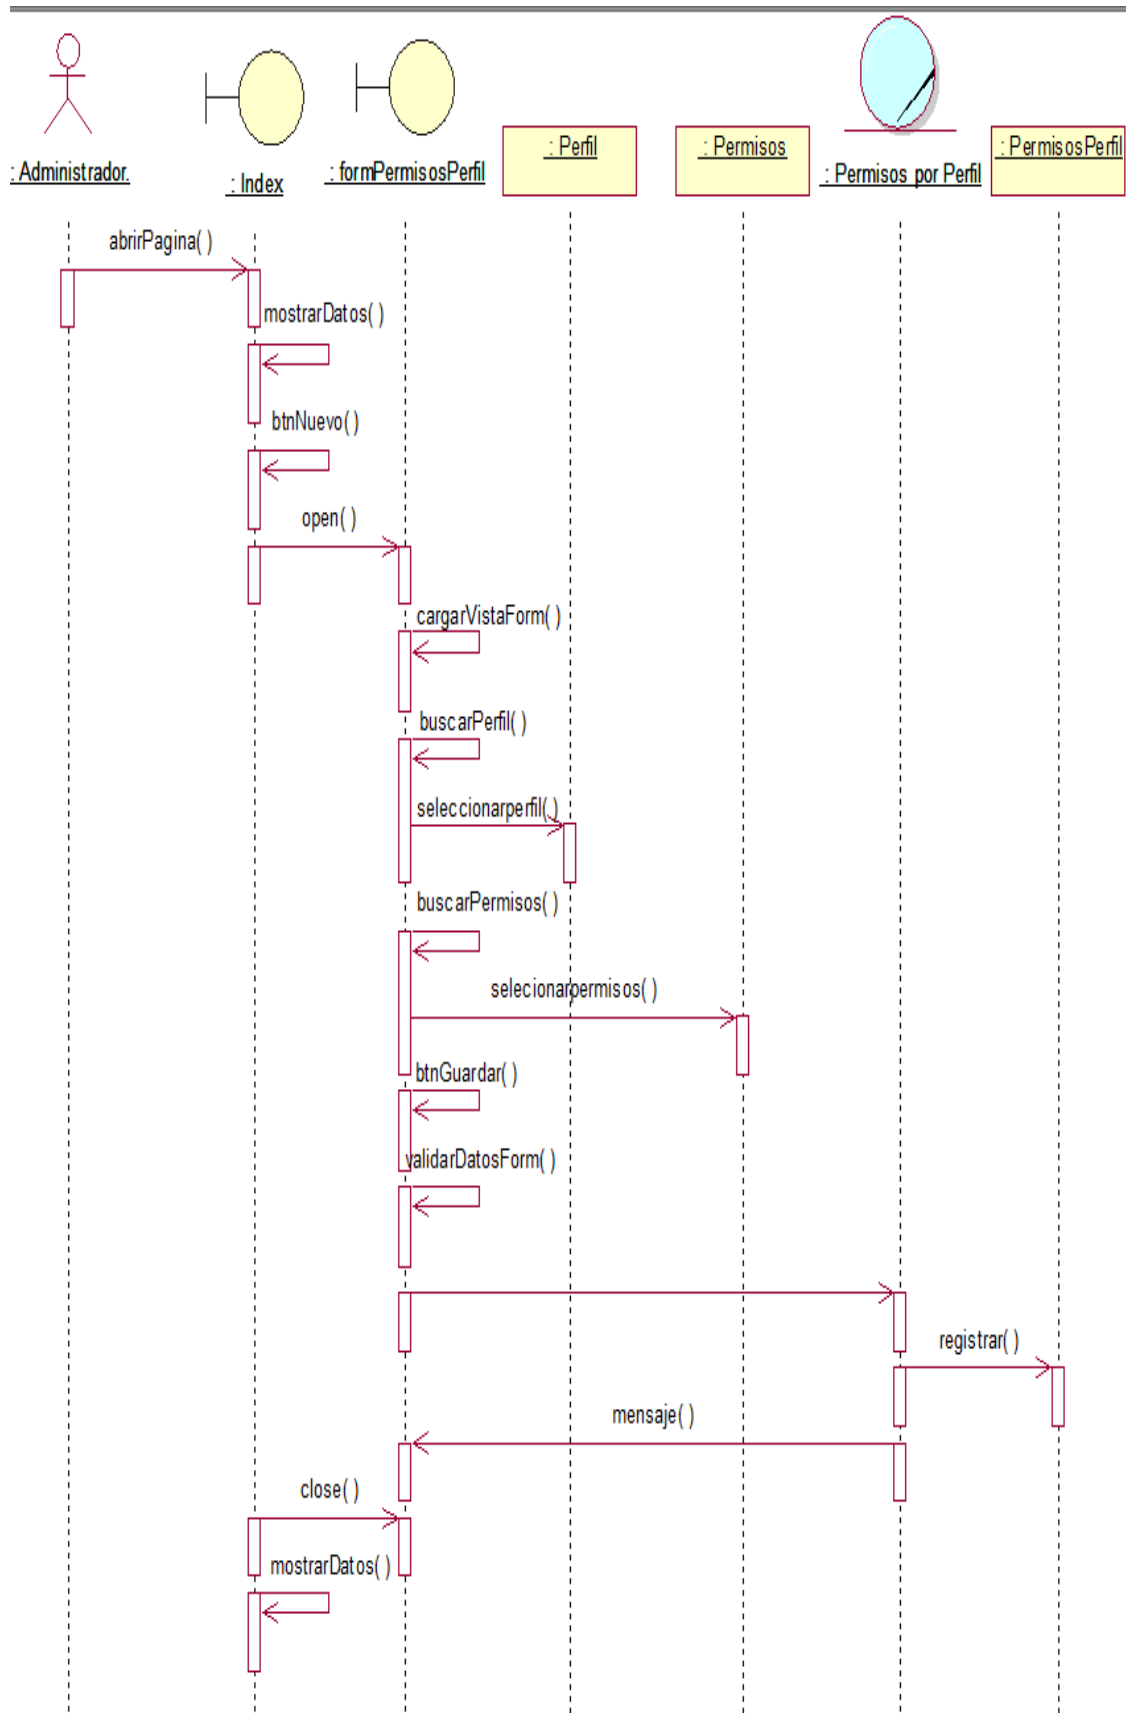 : Administrador.
: Index
: formPermisosPerfil
: Perfil
: Permisos
: Permisos por Perfil
: PermisosPerfil
abrirPagina( )
mostrarDatos( )
btnNuevo( )
open( )
cargarVistaForm( )
buscarPerfil( )
seleccionarperfil( )
buscarPermisos( )
selecionarpermisos( )
btnGuardar( )
validarDatosForm( )
registrar( )
mensaje( )
close( )
mostrarDatos( )